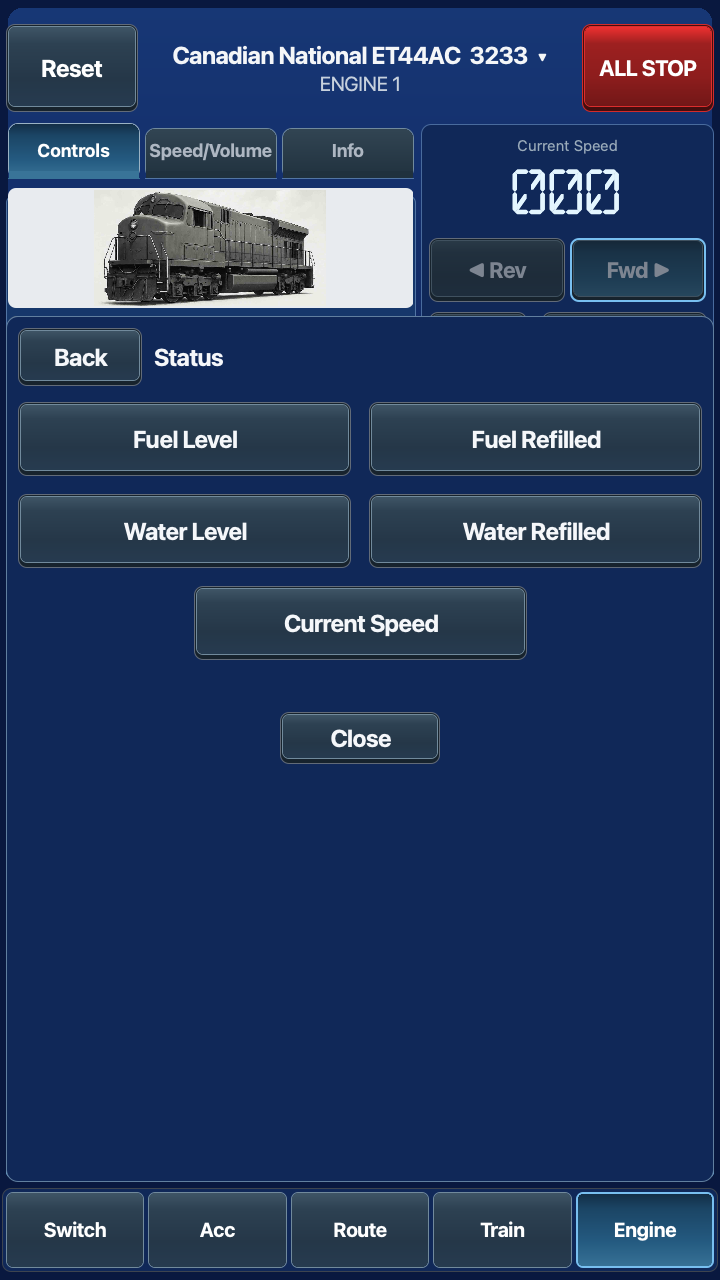 Reset
Canadian National ET44AC 3233 ▼
ENGINE 1
ALL STOP
Controls
Speed/Volume
Info
Current Speed
000
◀ Rev
Fwd ▶
Back
Status
Fuel Level
Fuel Refilled
Water Level
Water Refilled
Current Speed
Close
Switch
Acc
Route
Train
Engine